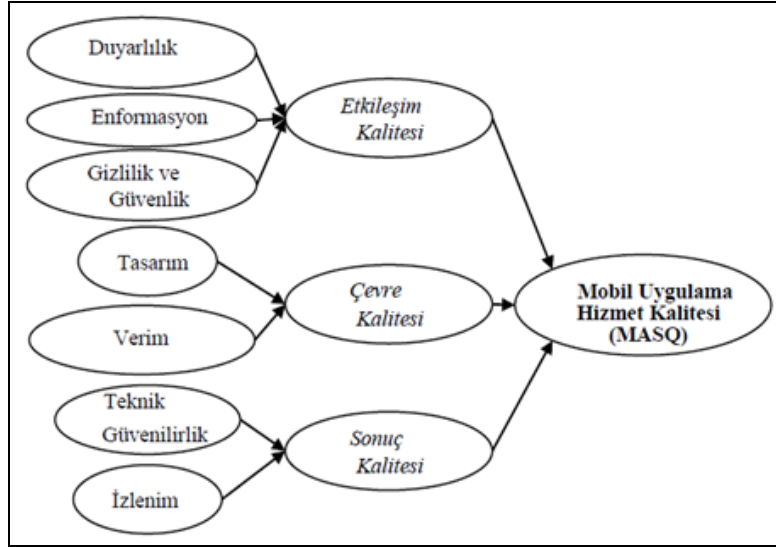 Duyarlılık
Enformasyon
Gizlilik ve
Güvenlik
Tasarım
Verim
Teknik
Güvenilirlik
İzlenim
Etkileşim
Kalitesi
Çevre
Kalitesi
Sonuç
Kalitesi
Mobil Uygulama
Hizmet Kalitesi
(MASQ)